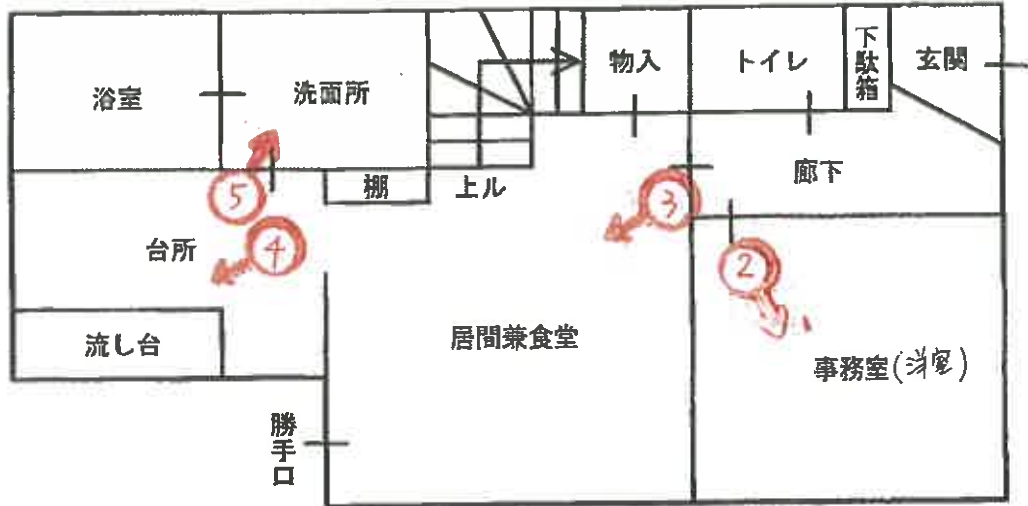 浴室
洗面所
物入
トイレ
下駄箱
玄関
棚
上ル
廊下
⑤
④
③
②
台所
流し台
居間兼食堂
事務室(洋室)
勝手口